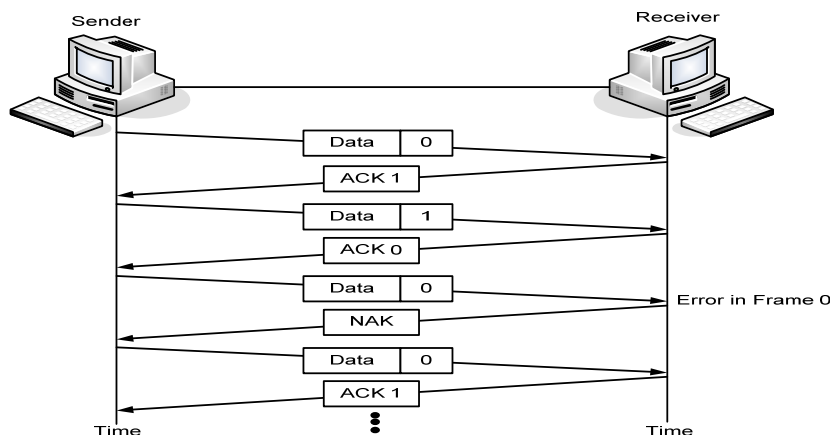 Sender
Receiver
Data 0
ACK 1
Data 1
ACK 0
Data 0
Error in Frame 0
NAK
Data 0
ACK 1
Time
Time